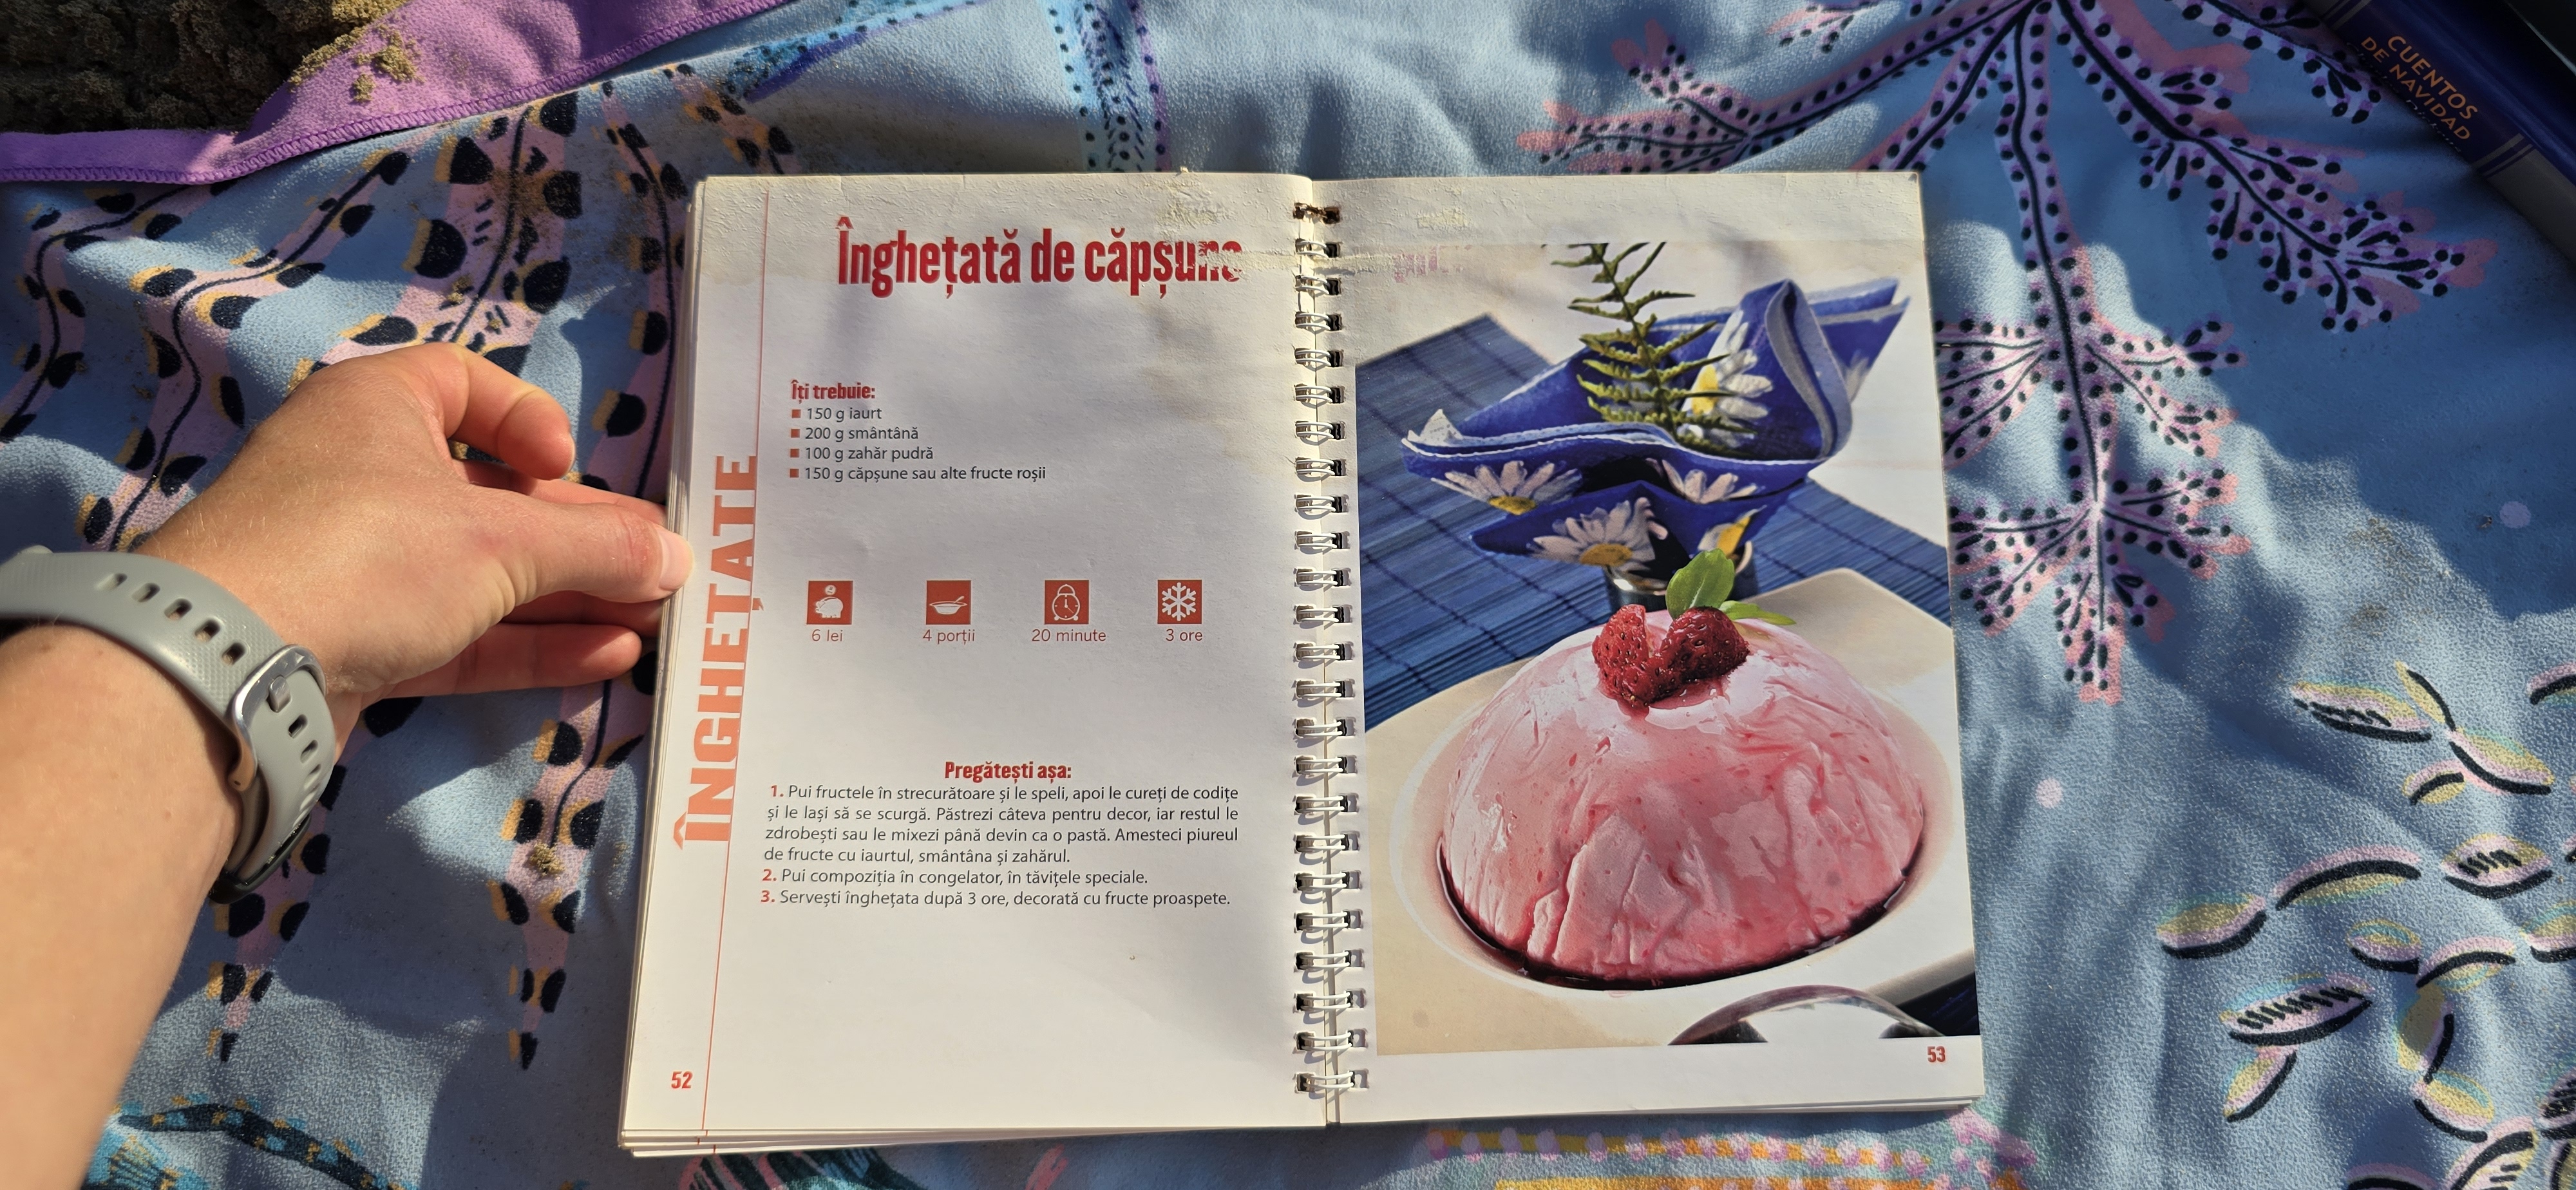 Înghețată de căpșune
Îți trebuie:
150 g iaurt
200 g smântână
100 g zahăr pudră
150 g căpșune sau alte fructe roșii
6 lei
4 porții
20 minute
3 ore
Pregătești așa:
1. Pui fructele în strecurătoare și le speli, apoi le cureți de codițe
și le lași să se scurgă. Păstrezi câteva pentru decor, iar restul le
zdrobești sau le mixezi până devin ca o pastă. Amesteci piureul
de fructe cu iaurtul, smântâna și zahărul.
2. Pui compoziția în congelator, în tăvițele speciale.
3. Servești înghețata după 3 ore, decorată cu fructe proaspete.
ÎNGHEȚATE
52
53
CUENTOS
DE NAVIDAD